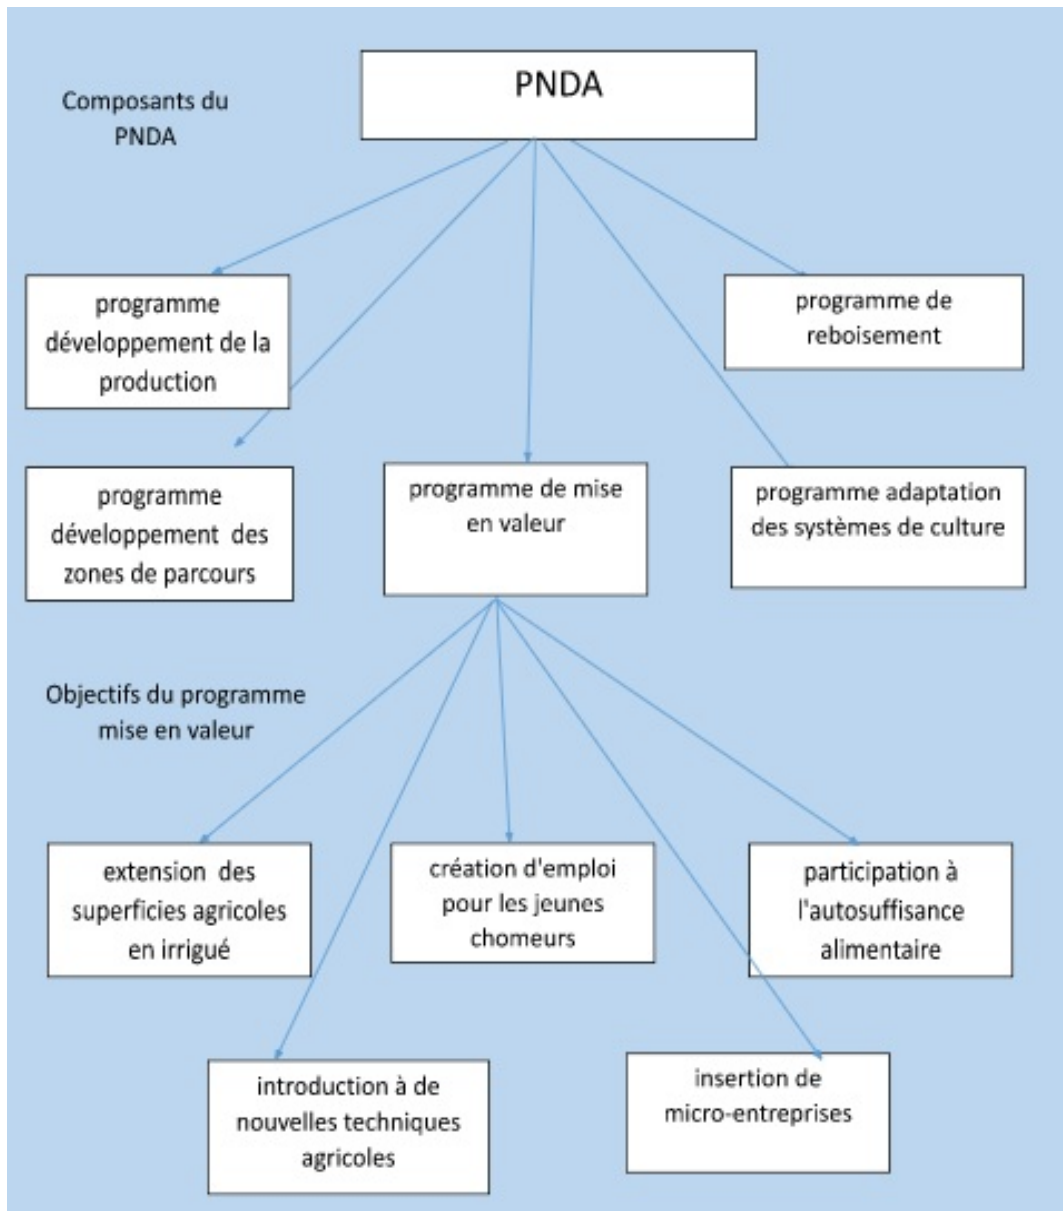 PNDA
Composants du
PNDA
programme
développement de la
production
programme de
reboisement
programme
développement des
zones de parcours
programme de mise
en valeur
programme adaptation
des systèmes de culture
Objectifs du programme
mise en valeur
extension des
superficies agricoles
en irrigué
création d'emploi
pour les jeunes
chomeurs
participation à
l'autosuffisance
alimentaire
introduction à de
nouvelles techniques
agricoles
insertion de
micro-entreprises